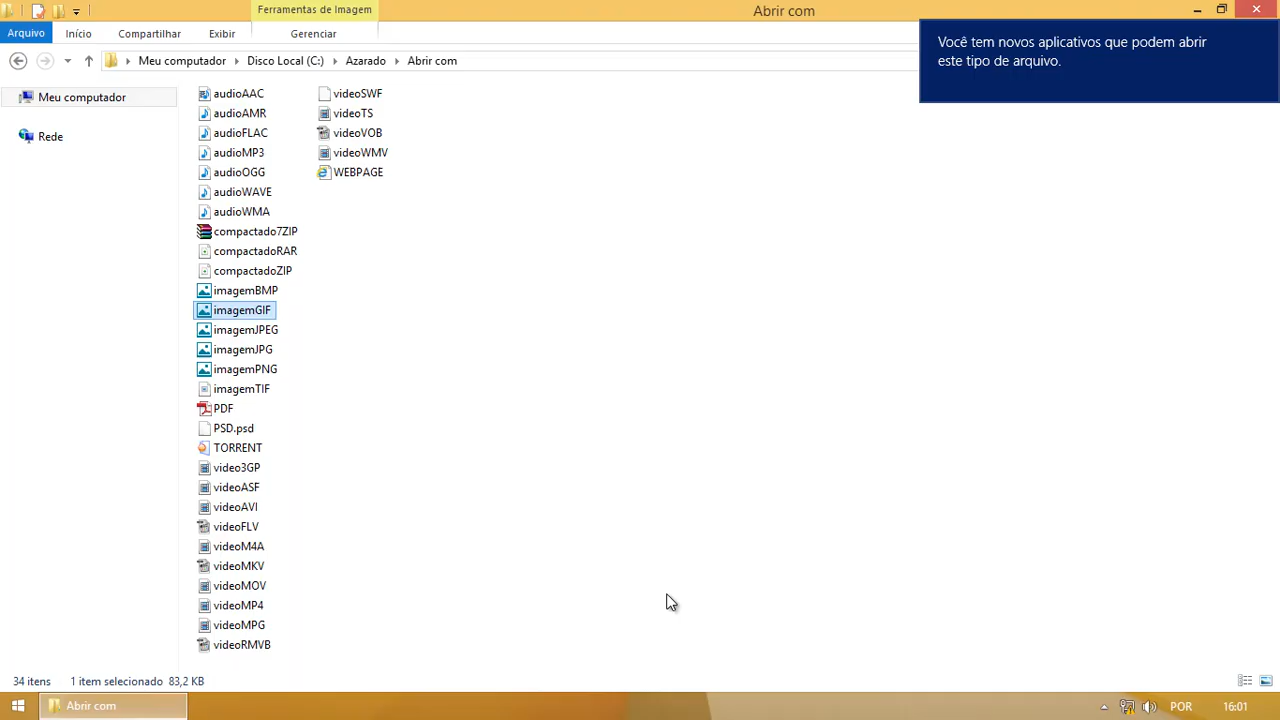 Ferramentas de Imagem
Abrir com
Arquivo
Início
Compartilhar
Exibir
Gerenciar
Você tem novos aplicativos que podem abrir
este tipo de arquivo.
Meu computador
Disco Local (C:)
Azarado
Abrir com
Meu computador
Rede
audioAAC
audioAMR
audioFLAC
audioMP3
audioOGG
audioWAVE
audioWMA
compactado7ZIP
compactadoRAR
compactadoZIP
imagemBMP
imagemGIF
imagemJPEG
imagemJPG
imagemPNG
imagemTIF
PDF
PSD.psd
TORRENT
video3GP
videoASF
videoAVI
videoFLV
videoM4A
videoMKV
videoMOV
videoMP4
videoMPG
videoRMVB
videoSWF
videoTS
videoVOB
videoWMV
WEBPAGE
34 itens
1 item selecionado 83,2 KB
Abrir com
POR
16:01